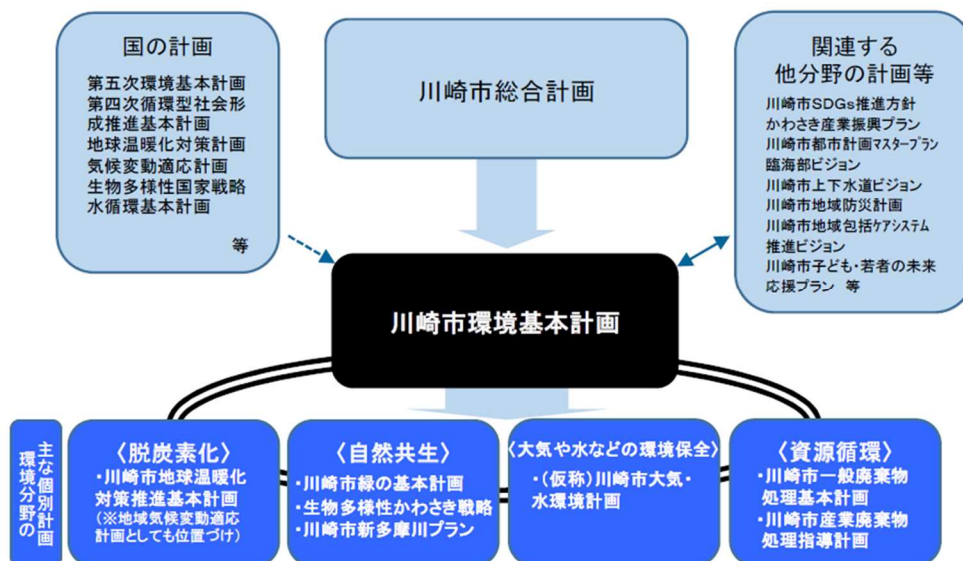 国の計画
第五次環境基本計画
第四次循環型社会形
成推進基本計画
地球温暖化対策計画
気候変動適応計画
生物多様性国家戦略
水循環基本計画
等
川崎市総合計画
関連する
他分野の計画等
川崎市SDGs推進方針
かわさき産業振興プラン
川崎市都市計画ﾏｽﾀｰﾌﾟﾗﾝ
臨海部ビジョン
川崎市上下水道ビジョン
川崎市地域防災計画
川崎市地域包括ｹｱｼｽﾃﾑ
推進ビジョン
川崎市子ども・若者の未来
応援プラン 等
川崎市環境基本計画
環境分野の
主な個別計画
〈脱炭素化〉
・川崎市地球温暖化
対策推進基本計画
(※地域気候変動適応
計画としても位置づけ)
〈自然共生〉
・川崎市緑の基本計画
・生物多様性かわさき戦略
・川崎市新多摩川プラン
〈大気や水などの環境保全〉
・(仮称)川崎市大気・
水環境計画
〈資源循環〉
・川崎市一般廃棄物
処理基本計画
・川崎市産業廃棄物
処理指導計画